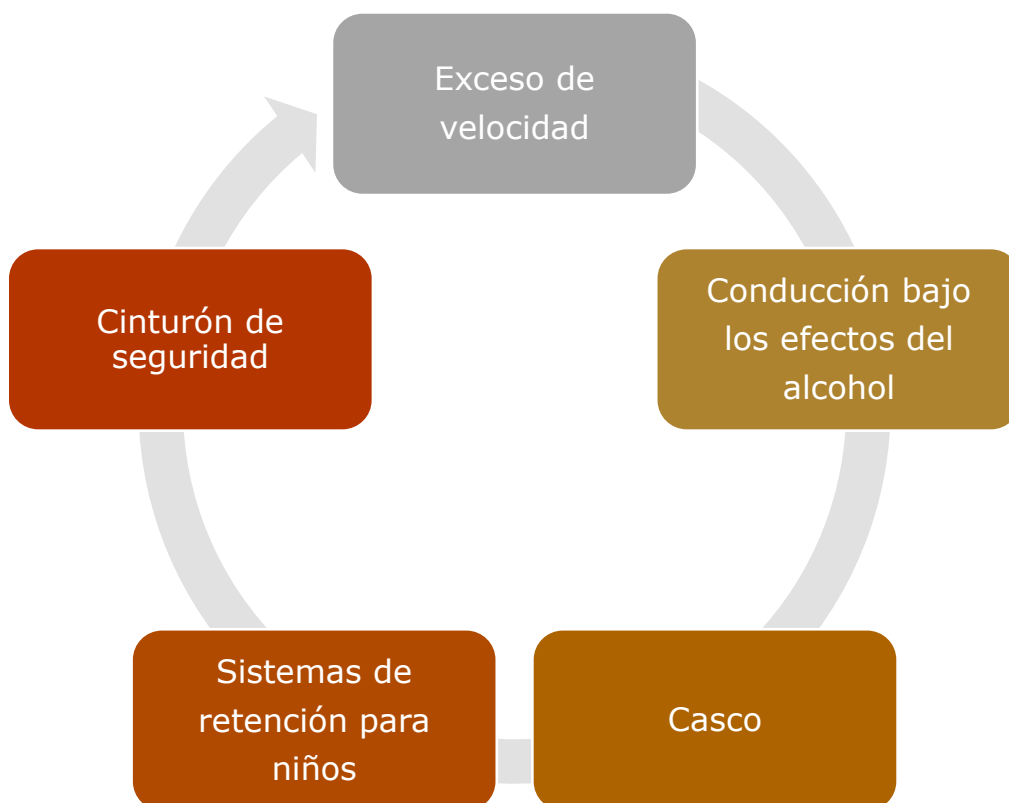 Exceso de
velocidad
Conducción bajo
los efectos del
alcohol
Casco
Sistemas de
retención para
niños
Cinturón de
seguridad